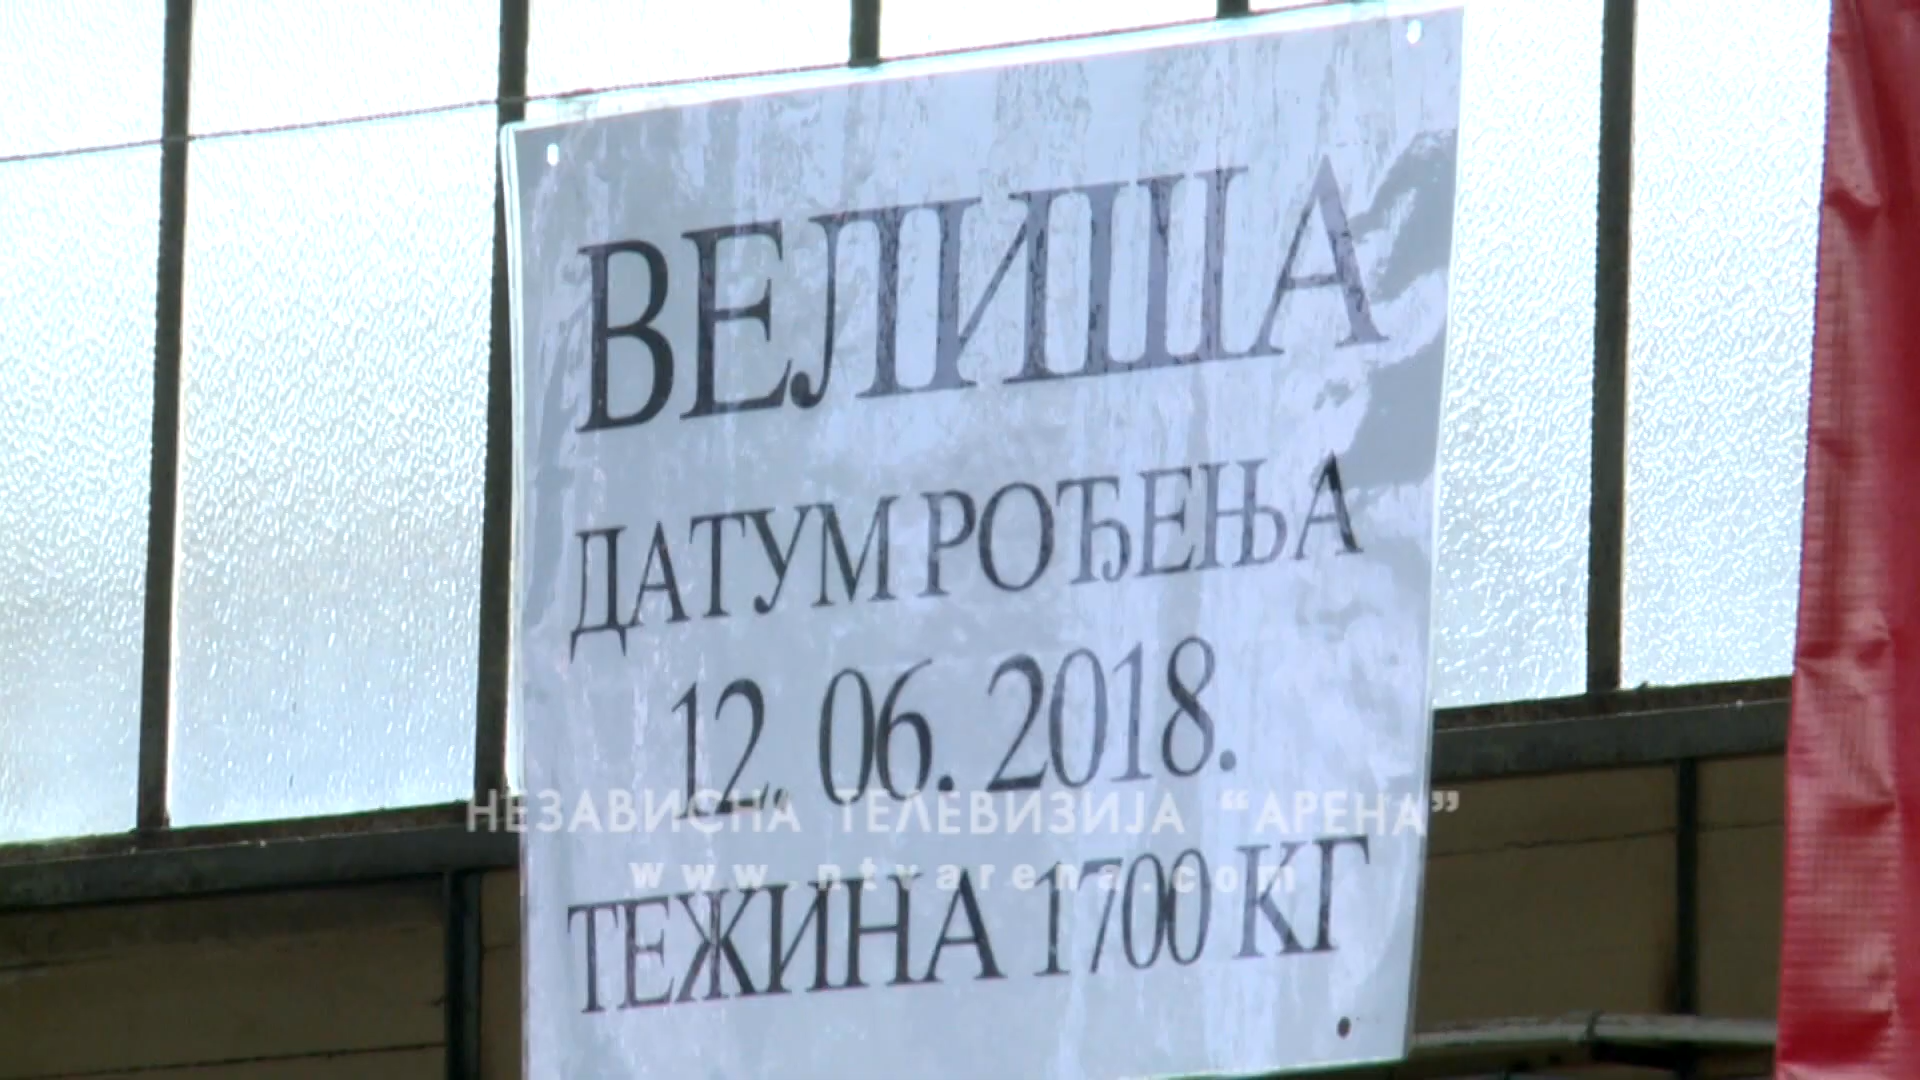 ВЕЛИША
ДАТУМ РОЂЕЊА
12. 06. 2018.
НЕЗАВИСНА ТЕЛЕВИЗИЈА “АРЕНА”
www.ntvarena.com
ТЕЖИНА 1700 КГ